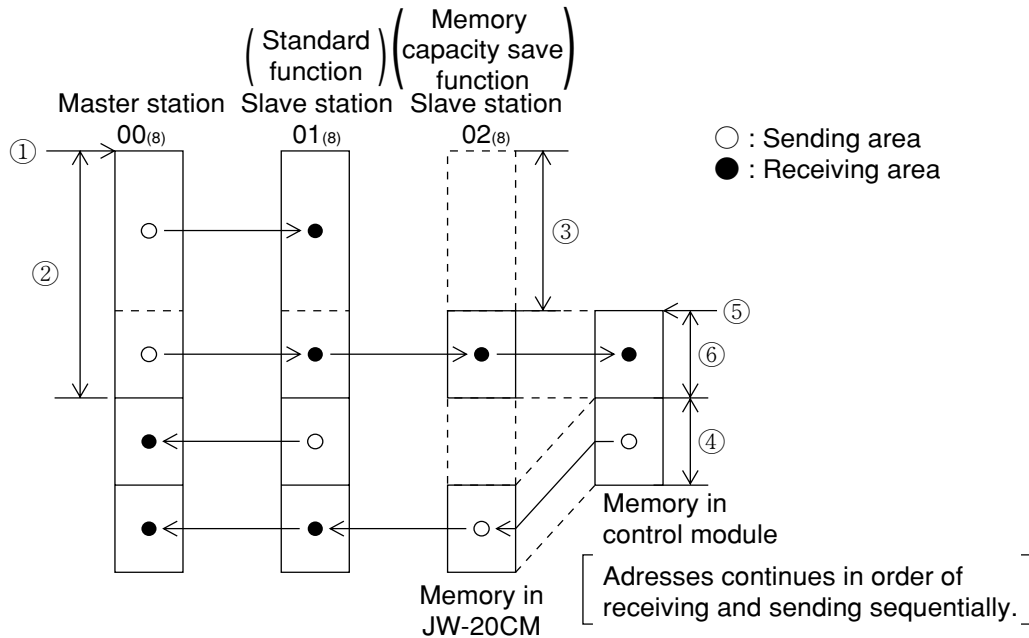 (Standard function)
(Memory capacity save function)
Master station
00(8)
Slave station
01(8)
Slave station
02(8)
○ : Sending area
● : Receiving area
①
②
③
⑤
⑥
④
Memory in
control module
Adresses continues in order of
receiving and sending sequentially.
Memory in
JW-20CM